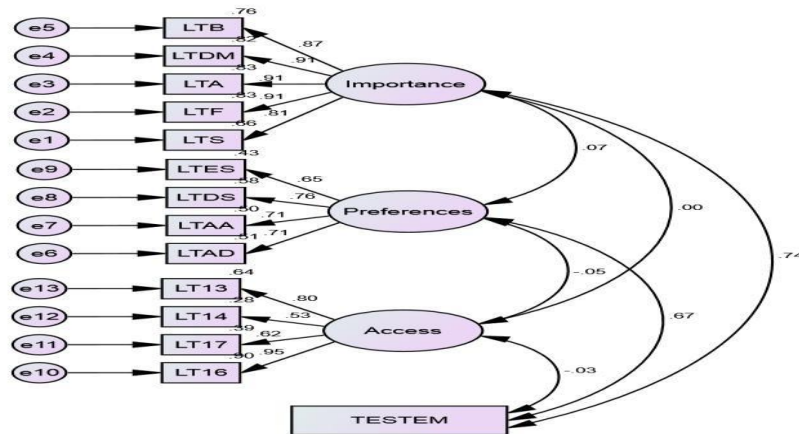 .76
e5 LTB
.87
.82
e4 LTDM
.91
.83
e3 LTA .91 Importance
.83 .91
e2 LTF
.81
.66
e1 LTS
.07
.43
e9 LTES
.65
.58
e8 LTDS
.76
.50 .00
e7 LTAA .71 Preferences
.71
.51
e6 LTAD
.74
.64
-.05
e13 LT13
.80
.28
e12 LT14
.53 .67
.39 Access
e11 LT17 .62
.90 .95
e10 LT16
-.03
TESTEM